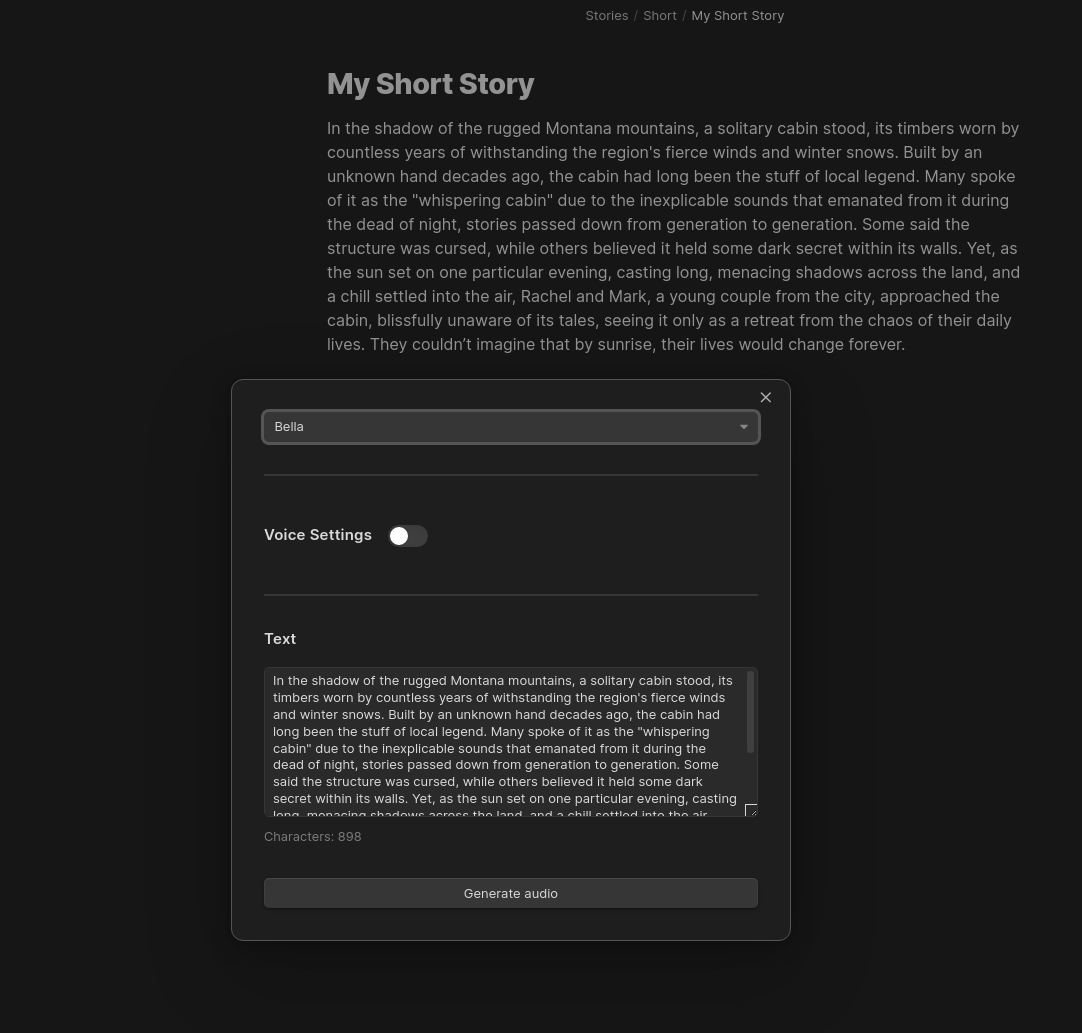 Stories / Short / My Short Story
My Short Story
In the shadow of the rugged Montana mountains, a solitary cabin stood, its timbers worn by
countless years of withstanding the region's fierce winds and winter snows. Built by an
unknown hand decades ago, the cabin had long been the stuff of local legend. Many spoke
of it as the "whispering cabin" due to the inexplicable sounds that emanated from it during
the dead of night, stories passed down from generation to generation. Some said the
structure was cursed, while others believed it held some dark secret within its walls. Yet, as
the sun set on one particular evening, casting long, menacing shadows across the land, and
a chill settled into the air, Rachel and Mark, a young couple from the city, approached the
cabin, blissfully unaware of its tales, seeing it only as a retreat from the chaos of their daily
lives. They couldn’t imagine that by sunrise, their lives would change forever.
Bella
Voice Settings
Text
In the shadow of the rugged Montana mountains, a solitary cabin stood, its
timbers worn by countless years of withstanding the region's fierce winds
and winter snows. Built by an unknown hand decades ago, the cabin had
long been the stuff of local legend. Many spoke of it as the "whispering
cabin" due to the inexplicable sounds that emanated from it during the
dead of night, stories passed down from generation to generation. Some
said the structure was cursed, while others believed it held some dark
secret within its walls. Yet, as the sun set on one particular evening, casting
long, menacing shadows across the land, and a chill settled into the air,
Characters: 898
Generate audio